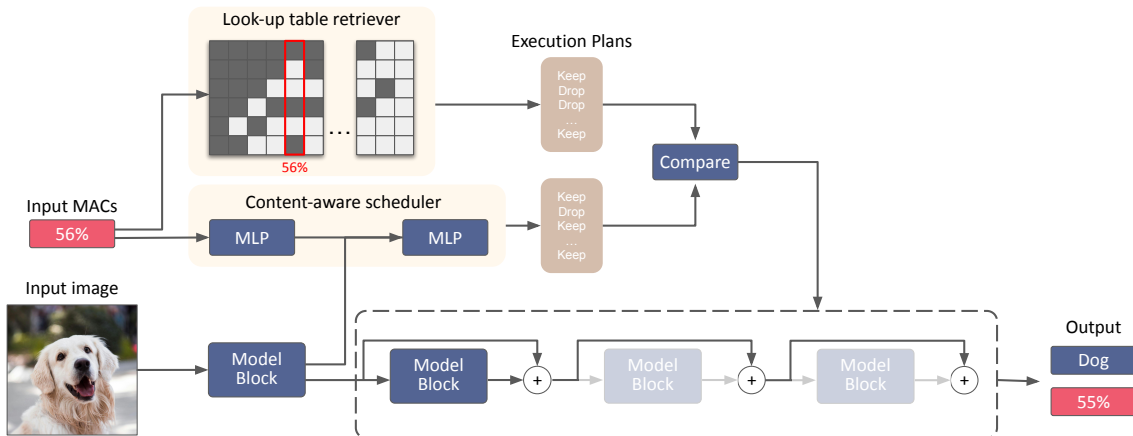 Look-up table retriever
Execution Plans
Keep
Drop
Drop
...
Keep
...
56%
Compare
Input MACs
56%
Content-aware scheduler
MLP
MLP
Keep
Drop
Keep
...
Keep
Input image
Model
Block
Model
Block
+
Model
Block
+
Model
Block
+
Output
Dog
55%